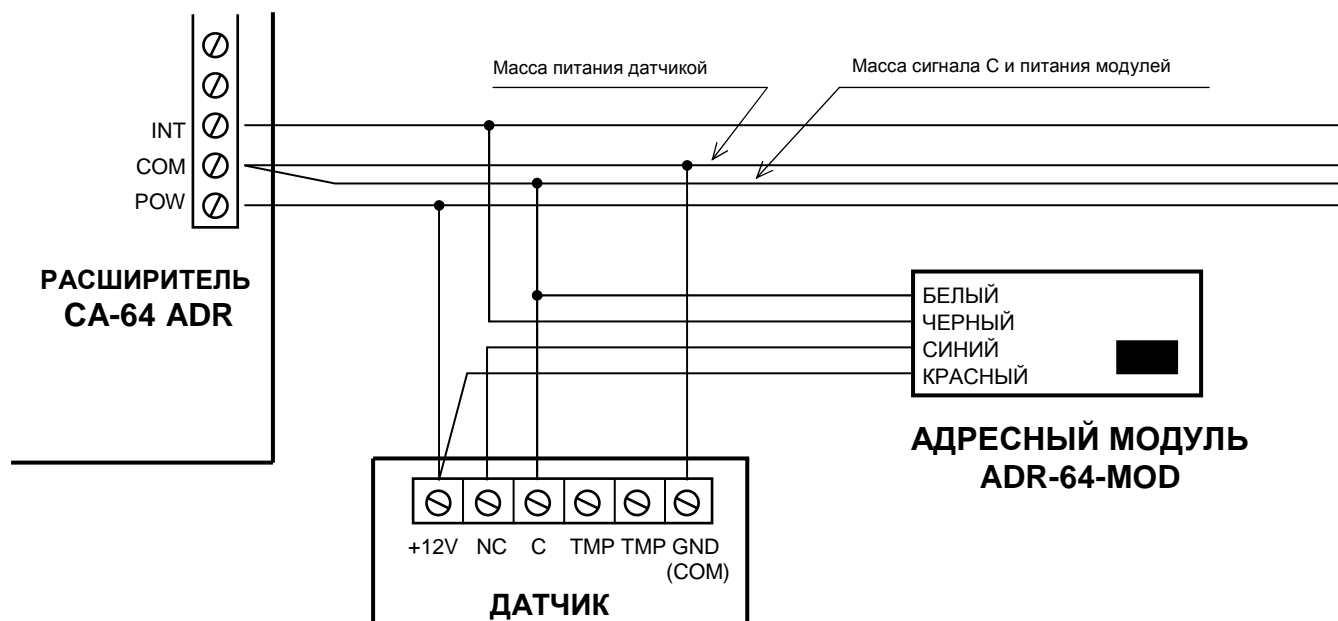 Масса питания датчикой
Масса сигнала С и питания модулей
INT
COM
POW
РАСШИРИТЕЛЬ
CA-64 ADR
БЕЛЫЙ
ЧЕРНЫЙ
СИНИЙ
КРАСНЫЙ
АДРЕСНЫЙ МОДУЛЬ
ADR-64-MOD
+12V NC C TMP TMP GND
(COM)
ДАТЧИК